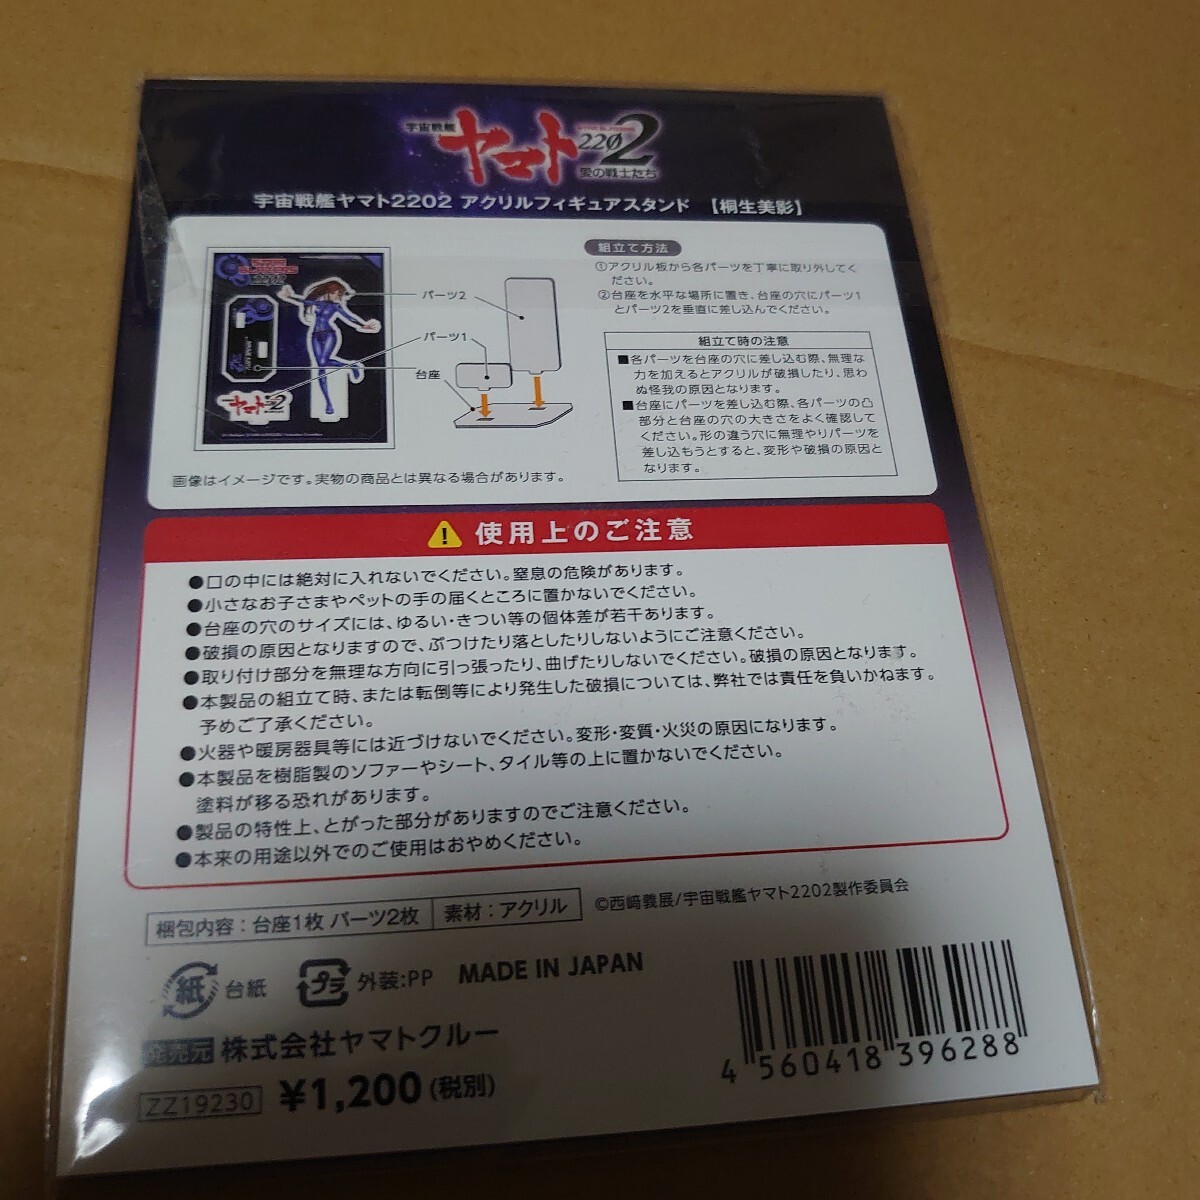 宇宙戦艦
ヤマト
STAR BLAZERS
2202
愛の戦士たち
宇宙戦艦ヤマト2202 アクリルフィギュアスタンド 【桐生美影】
STAR
BLAZERS
2202
ヤマト2
パーツ2
パーツ1
台座
画像はイメージです。実物の商品とは異なる場合があります。
組立て方法
①アクリル板から各パーツを丁寧に取り外してく
ださい。
②台座を水平な場所に置き、台座の穴にパーツ1
とパーツ2を垂直に差し込んでください。
組立て時の注意
■各パーツを台座の穴に差し込む際、無理な
力を加えるとアクリルが破損したり、思わ
ぬ怪我の原因となります。
■台座にパーツを差し込む際、各パーツの凸
部分と台座の穴の大きさをよく確認して
ください。形の違う穴に無理やりパーツを
差し込もうとすると、変形や破損の原因と
なります。
使用上のご注意
●口の中には絶対に入れないでください。窒息の危険があります。
●小さなお子さまやペットの手の届くところに置かないでください。
●台座の穴のサイズには、ゆるい・きつい等の個体差が若干あります。
●破損の原因となりますので、ぶつけたり落としたりしないようにご注意ください。
●取り付け部分を無理な方向に引っ張ったり、曲げたりしないでください。破損の原因となります。
●本製品の組立て時、または転倒等により発生した破損については、弊社では責任を負いかねます。
予めご了承ください。
●火器や暖房器具等には近づけないでください。変形・変質・火災の原因になります。
●本製品を樹脂製のソファーやシート、タイル等の上に置かないでください。
塗料が移る恐れがあります。
●製品の特性上、とがった部分がありますのでご注意ください。
●本来の用途以外でのご使用はおやめください。
梱包内容：台座1枚 パーツ2枚 素材：アクリル
©西﨑義展/宇宙戦艦ヤマト2202製作委員会
紙 台紙 プラ 外装:PP MADE IN JAPAN
発売元 株式会社ヤマトクルー
ZZ19230 ¥1,200(税別)
4 560418 396288